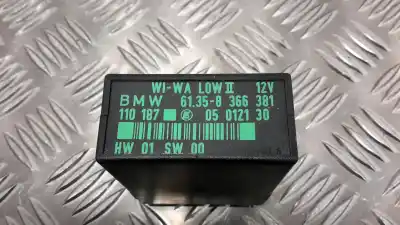 WI-WA LOW II 12V
BMW 61.35-8 366 381
110 187 05 0121 30
HW 01 SW 00